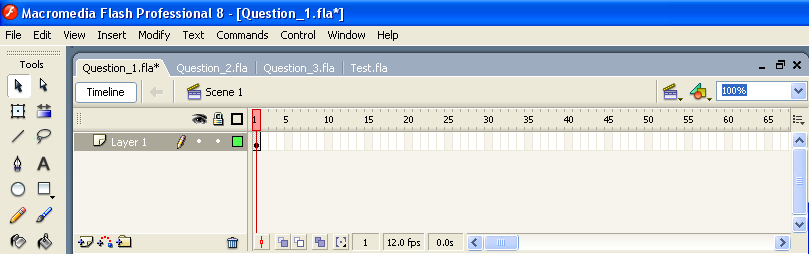 Macromedia Flash Professional 8 - [Question_1.fla*]
File Edit View Insert Modify Text Commands Control Window Help
Tools
Question_1.fla* Question_2.fla Question_3.fla Test.fla
Timeline Scene 1 100%
1 5 10 15 20 25 30 35 40 45 50 55 60 65
Layer 1
A
1 12.0 fps 0.0s